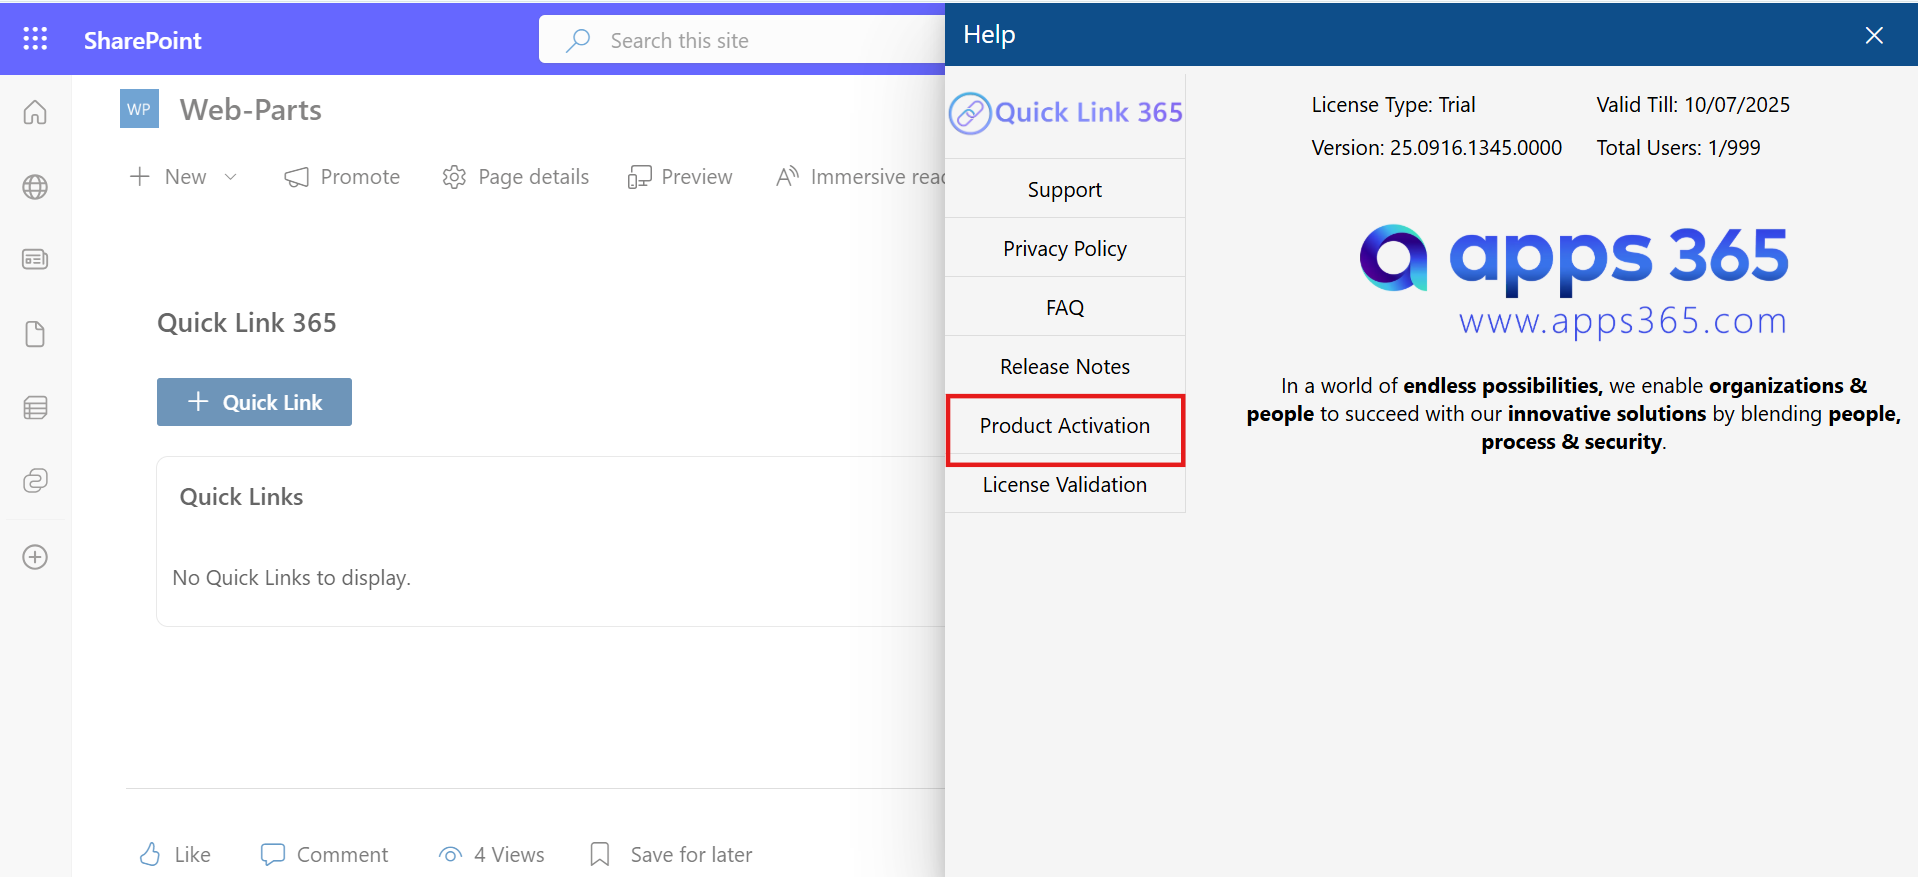 SharePoint
Search this site
WP
Web-Parts
New
Promote
Page details
Preview
Immersive
Quick Link 365
Quick Link
Quick Links
No Quick Links to display.
Like
Comment
4 Views
Save for later
Help
Quick Link 365
Support
Privacy Policy
FAQ
Release Notes
Product Activation
License Validation
License Type: Trial
Valid Till: 10/07/2025
Version: 25.0916.1345.0000
Total Users: 1/999
apps 365
www.apps365.com
In a world of endless possibilities, we enable organizations &
people to succeed with our innovative solutions by blending people,
process & security.